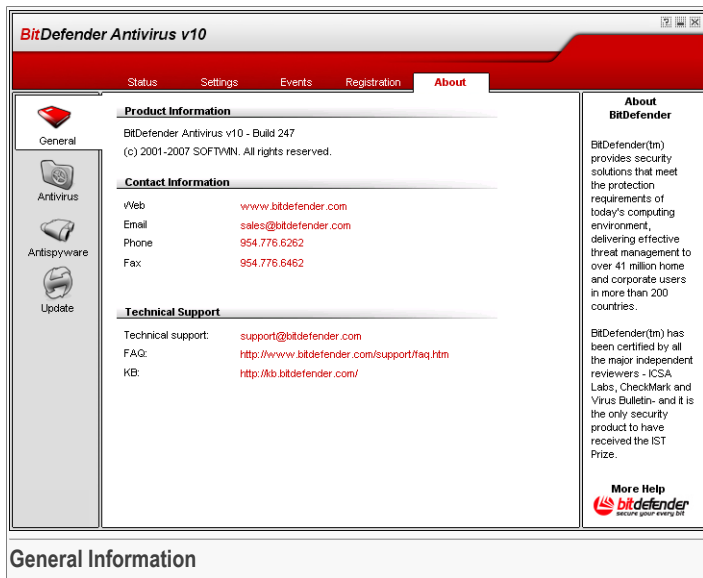 BitDefender Antivirus v10
Status Settings Events Registration About
General
Antivirus
Antispyware
Update
Product Information
BitDefender Antivirus v10 - Build 247
(c) 2001-2007 SOFTWIN. All rights reserved.
Contact Information
Web www.bitdefender.com
Email sales@bitdefender.com
Phone 954.776.6262
Fax 954.776.6462
Technical Support
Technical support: support@bitdefender.com
FAQ: http://www.bitdefender.com/support/faq.htm
KB: http://kb.bitdefender.com/
About
BitDefender
BitDefender(tm)
provides security
solutions that meet
the protection
requirements of
today's computing
environment,
delivering effective
threat management to
over 41 million home
and corporate users
in more than 200
countries.
BitDefender(tm) has
been certified by all
the major independent
reviewers - ICSA
Labs, CheckMark and
Virus Bulletin- and it is
the only security
product to have
received the IST
Prize.
More Help
bitdefender
secure your every bit
General Information